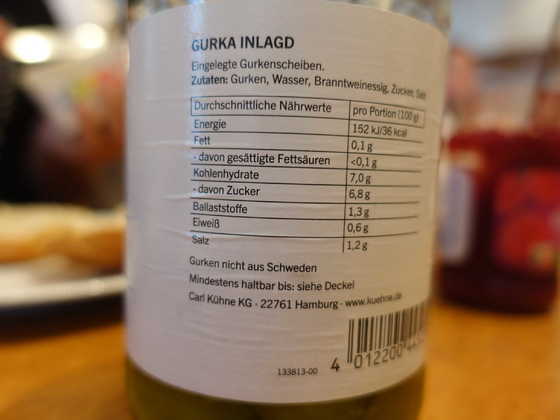 GURKA INLAGD
Eingelegte Gurkenscheiben,
Zutaten: Gurken, Wasser, Branntweinessig, Zucker, Salz
Durchschnittliche Nährwerte pro Portion (100 g)
Energie 152 kJ/36 kcal
Fett 0,1 g
- davon gesättigte Fettsäuren <0,1 g
Kohlenhydrate 7,0 g
- davon Zucker 6,8 g
Ballaststoffe 1,3 g
Eiweiß 0,6 g
Salz 1,2 g
Gurken nicht aus Schweden
Mindestens haltbar bis: siehe Deckel
Carl Kühne KG · 22761 Hamburg · www.kuehne.de
133813-00
4 012200